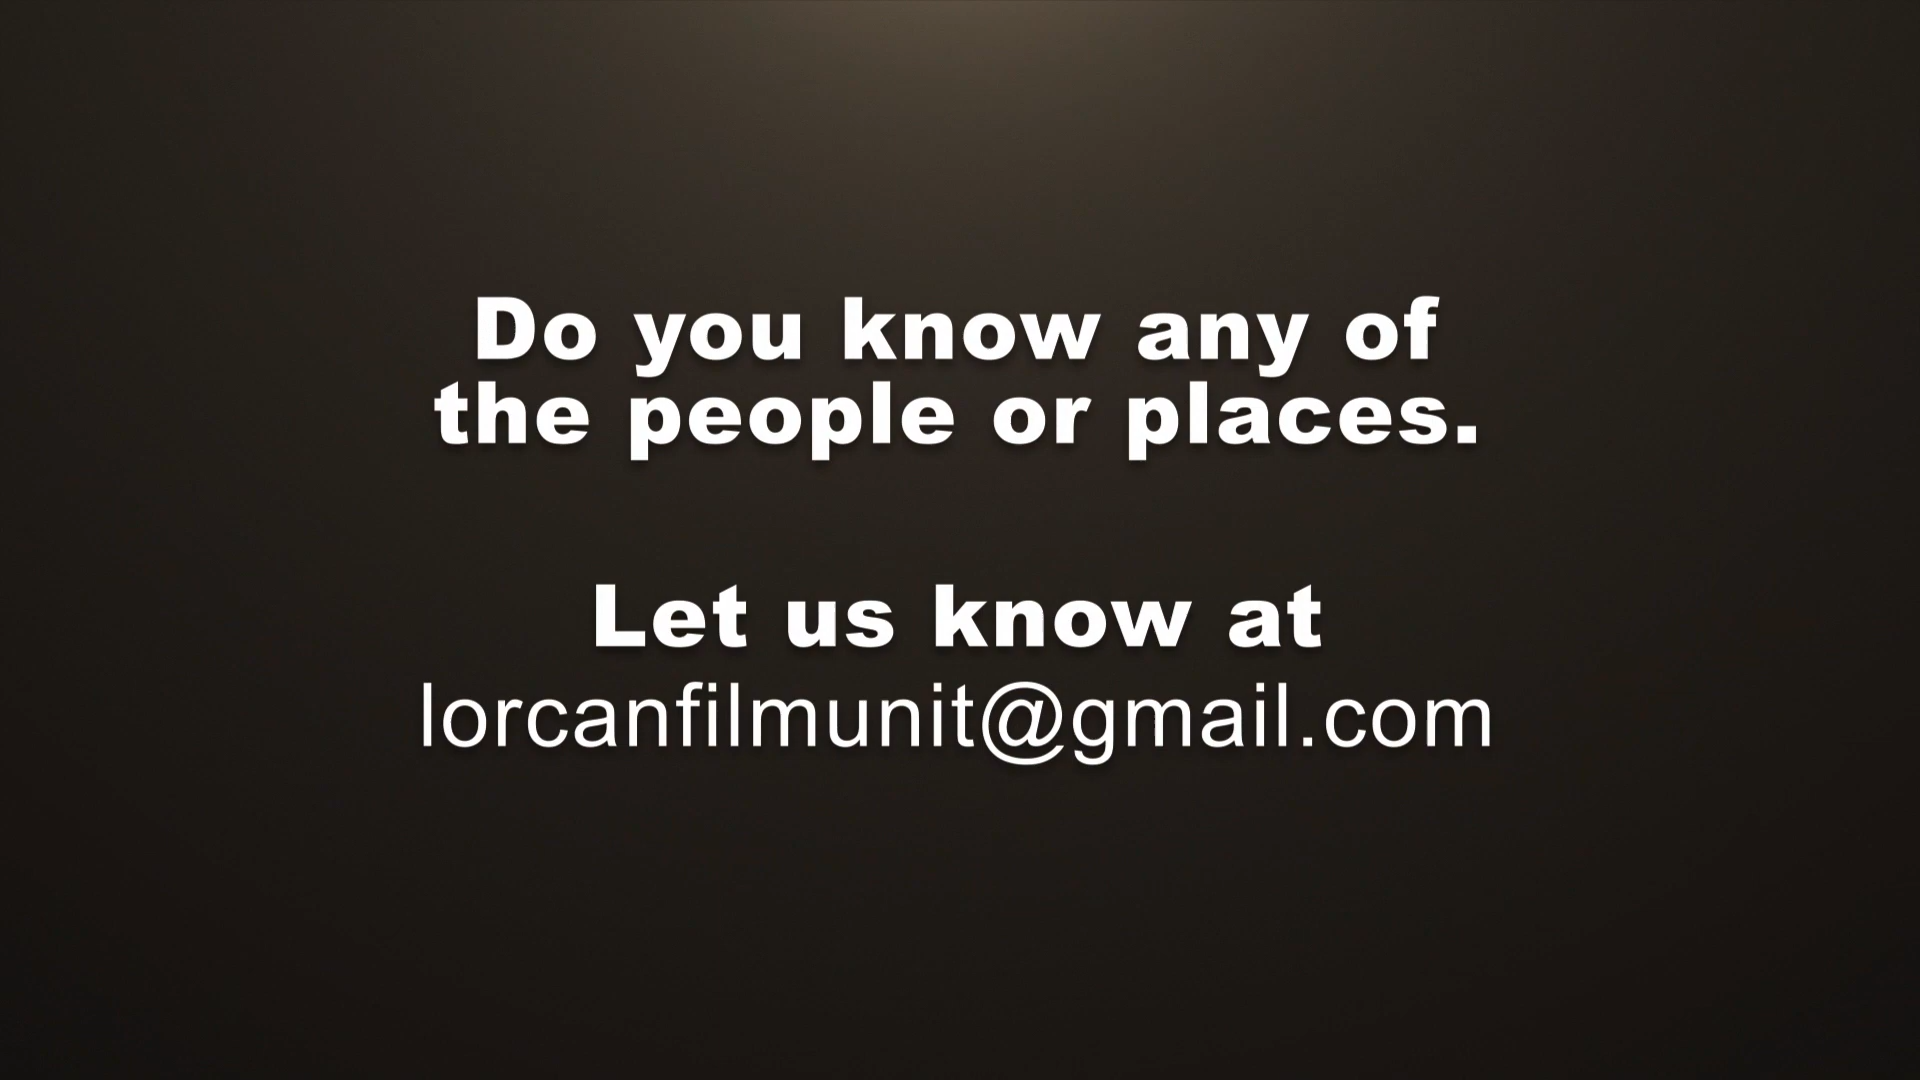 Do you know any of
the people or places.
Let us know at
lorcanfilmunit@gmail.com